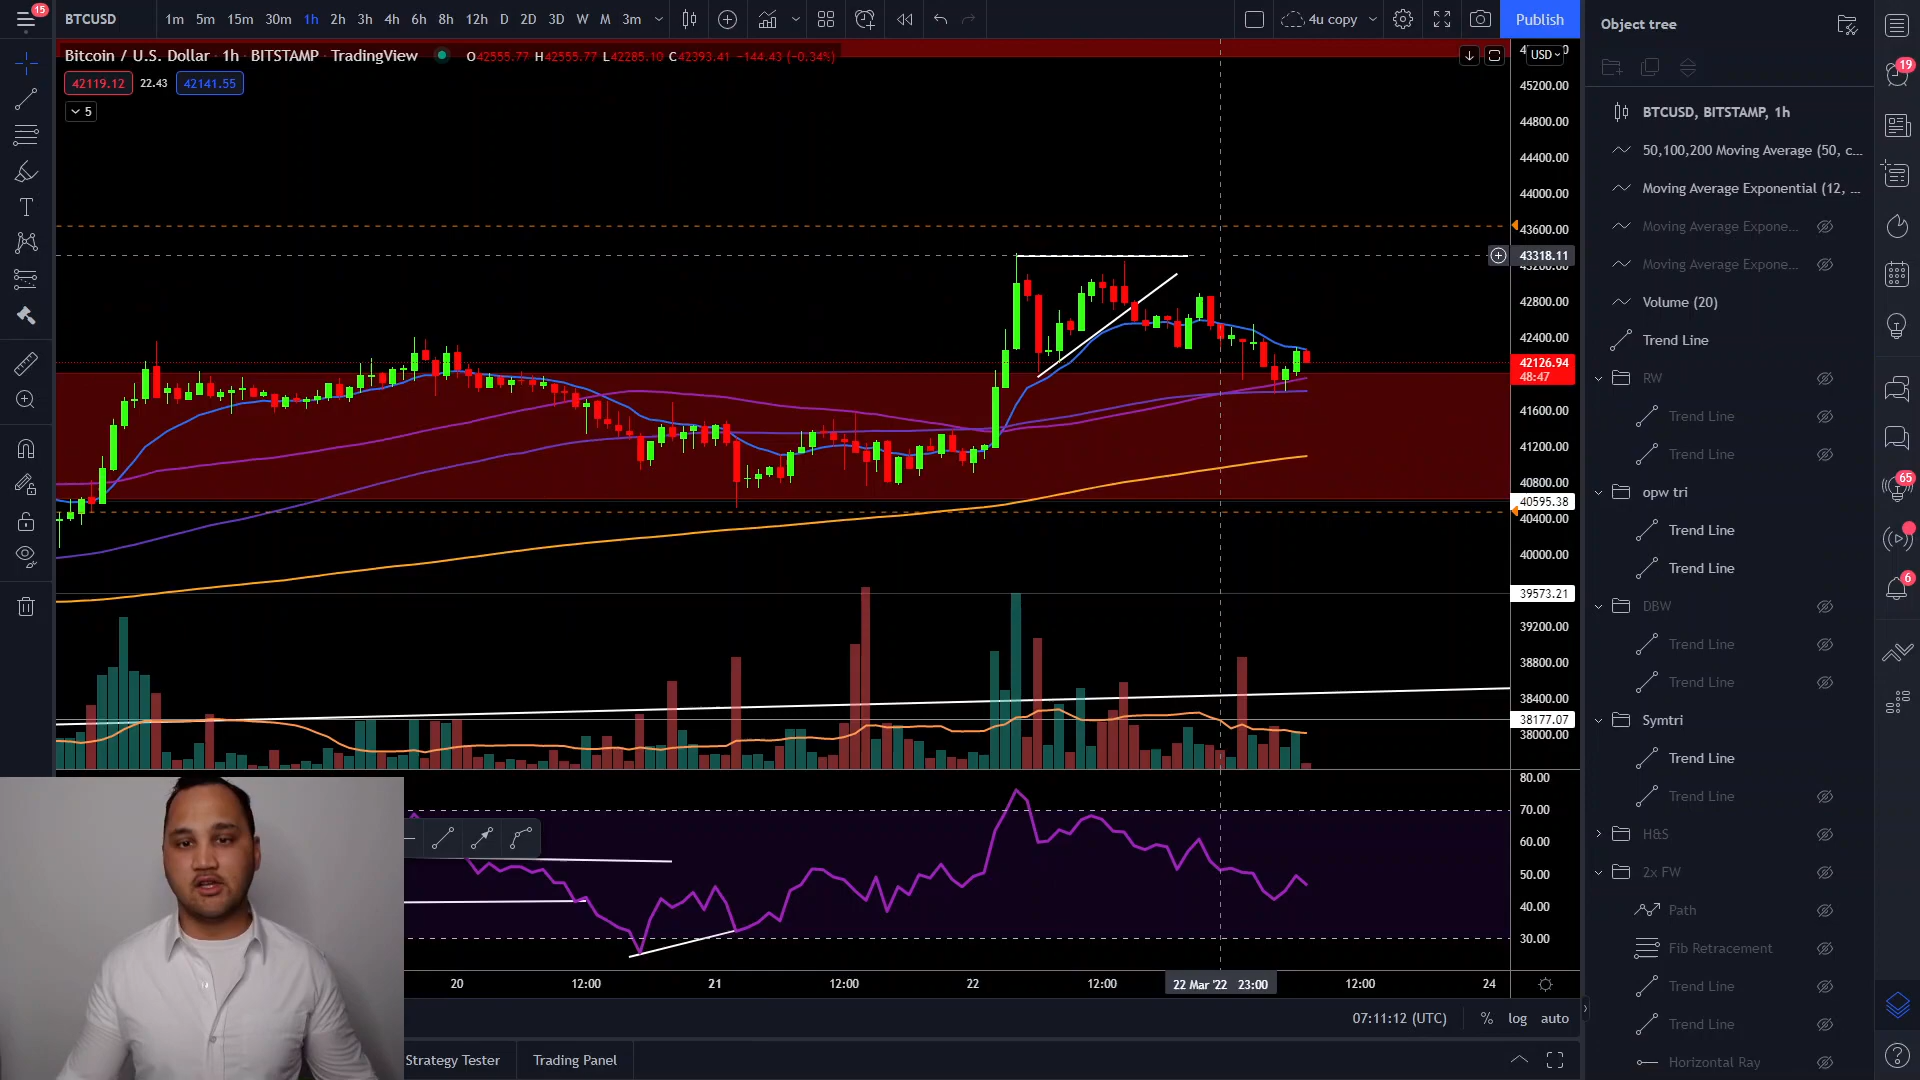 15
BTCUSD
1m 5m 15m 30m 1h 2h 3h 4h 6h 8h 12h D 2D 3D W M 3m
4u copy
Publish
Object tree
Bitcoin / U.S. Dollar · 1h · BITSTAMP · TradingView
O42555.77 H42555.77 L42285.10 C42393.41 −144.43 (−0.34%)
USD
42119.12 22.43 42141.55
5
45200.00
44800.00
44400.00
44000.00
43600.00
43318.11
43200.00
42800.00
42400.00
42126.94
48:47
41600.00
41200.00
40800.00
40595.38
40400.00
40000.00
39573.21
39200.00
38800.00
38400.00
38177.07
38000.00
80.00
70.00
60.00
50.00
40.00
30.00
20
12:00
21
12:00
22
12:00
22 Mar '22 23:00
12:00
24
07:11:12 (UTC)
%
log
auto
Strategy Tester
Trading Panel
BTCUSD, BITSTAMP, 1h
50,100,200 Moving Average (50, c...
Moving Average Exponential (12, ...
Moving Average Expone...
Moving Average Expone...
Volume (20)
Trend Line
RW
Trend Line
Trend Line
opw tri
Trend Line
Trend Line
DBW
Trend Line
Trend Line
Symtri
Trend Line
Trend Line
H&S
2x FW
Path
Fib Retracement
Trend Line
Trend Line
Horizontal Ray
19
65
6